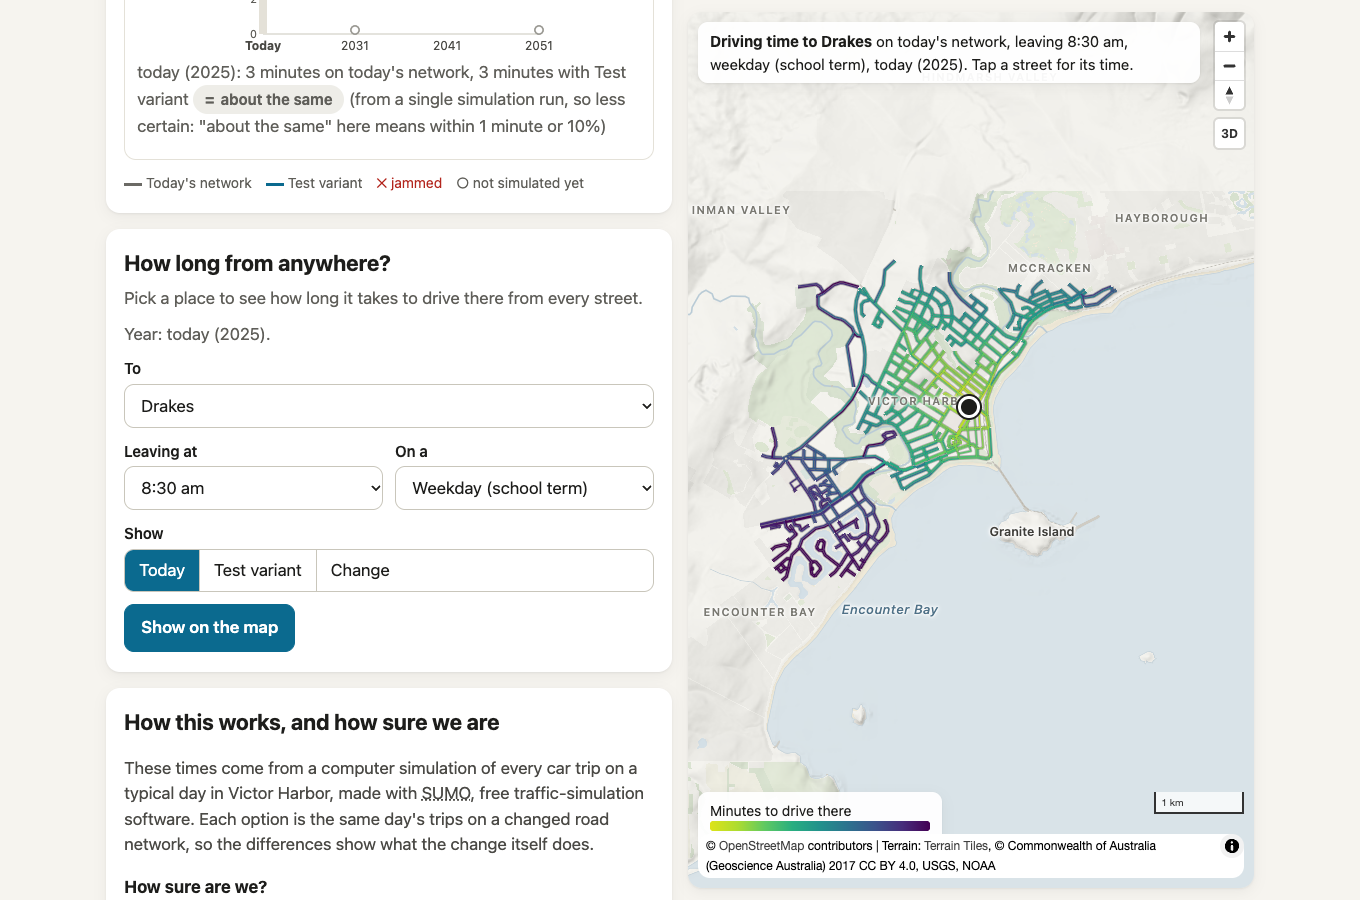 2
0
Today 2031 2041 2051
today (2025): 3 minutes on today's network, 3 minutes with Test
variant = about the same (from a single simulation run, so less
certain: "about the same" here means within 1 minute or 10%)
Today's network Test variant jammed not simulated yet
How long from anywhere?
Pick a place to see how long it takes to drive there from every street.
Year: today (2025).
To
Drakes
Leaving at On a
8:30 am Weekday (school term)
Show
Today Test variant Change
Show on the map
How this works, and how sure we are
These times come from a computer simulation of every car trip on a
typical day in Victor Harbor, made with SUMO, free traffic-simulation
software. Each option is the same day's trips on a changed road
network, so the differences show what the change itself does.
How sure are we?
Driving time to Drakes on today's network, leaving 8:30 am,
weekday (school term), today (2025). Tap a street for its time.
3D
INMAN VALLEY
HAYBOROUGH
MCCRACKEN
VICTOR HARB
Granite Island
ENCOUNTER BAY
Encounter Bay
1 km
Minutes to drive there
© OpenStreetMap contributors | Terrain: Terrain Tiles, © Commonwealth of Australia
(Geoscience Australia) 2017 CC BY 4.0, USGS, NOAA